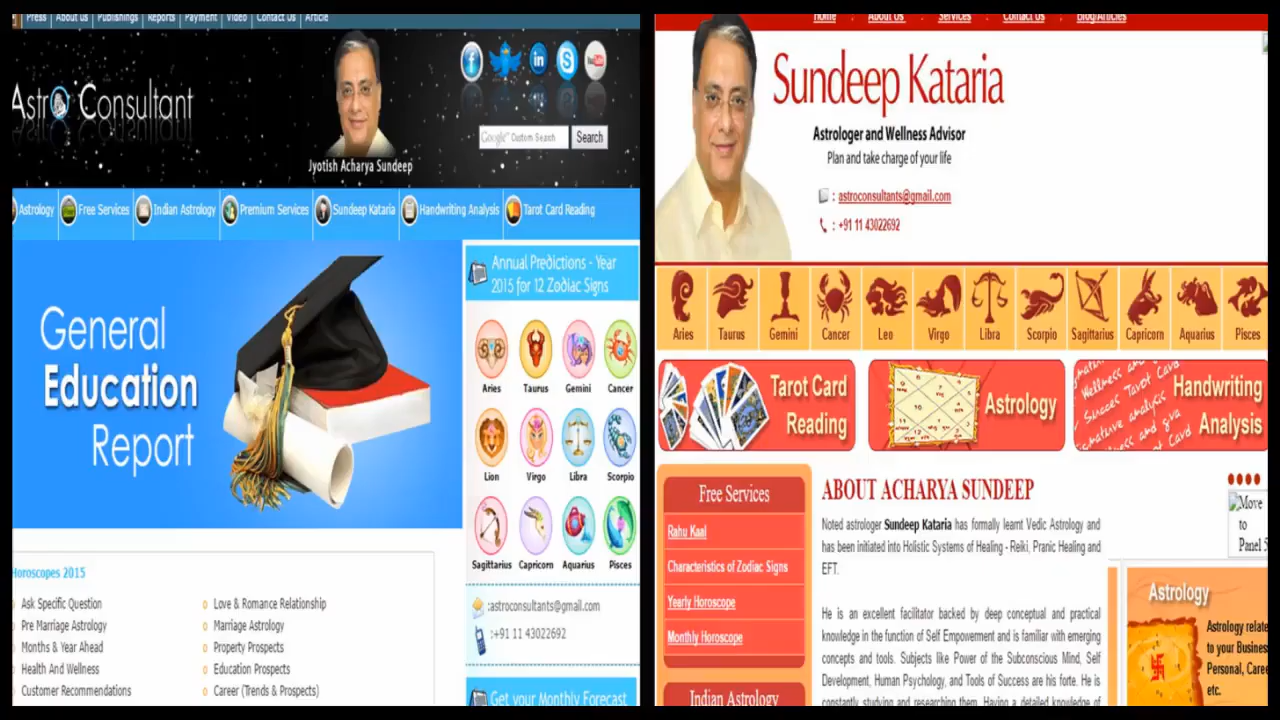 Press About us Publishings Reports Payment Video Contact Us Article
Astro Consultant
Jyotish Acharya Sundeep
Google Custom Search Search
Astrology Free Services Indian Astrology Premium Services Sundeep Kataria Handwriting Analysis Tarot Card Reading
General
Education
Report
Annual Predictions - Year
2015 for 12 Zodiac Signs
Aries Taurus Gemini Cancer
Lion Virgo Libra Scorpio
Sagittarius Capricorn Aquarius Pisces
:astroconsultants@gmail.com
:+91 11 43022692
Get your Monthly Forecast
Horoscopes 2015
Ask Specific Question
Pre Marriage Astrology
Months & Year Ahead
Health And Wellness
Customer Recommendations
Love & Romance Relationship
Marriage Astrology
Property Prospects
Education Prospects
Career (Trends & Prospects)
Home About Us Services Contact Us Blog/Articles
Sundeep Kataria
Astrologer and Wellness Advisor
Plan and take charge of your life
: astroconsultants@gmail.com
: +91 11 43022692
Aries Taurus Gemini Cancer Leo Virgo Libra Scorpio Sagittarius Capricorn Aquarius Pisces
Tarot Card
Reading
Astrology
Handwriting
Analysis
Free Services
Rahu Kaal
Characteristics of Zodiac Signs
Yearly Horoscope
Monthly Horoscope
Indian Astrology
ABOUT ACHARYA SUNDEEP
Noted astrologer Sundeep Kataria has formally learnt Vedic Astrology and
has been initiated into Holistic Systems of Healing - Reiki, Pranic Healing and
EFT.
He is an excellent facilitator backed by deep conceptual and practical
knowledge in the function of Self Empowerment and is familiar with emerging
concepts and tools. Subjects like Power of the Subconscious Mind, Self
Development, Human Psychology, and Tools of Success are his forte. He is
constantly studying and researching them. Having a detailed knowledge of
Move
to
Panel 5
Astrology
Astrology relate
to your Business
Personal, Caree
etc.